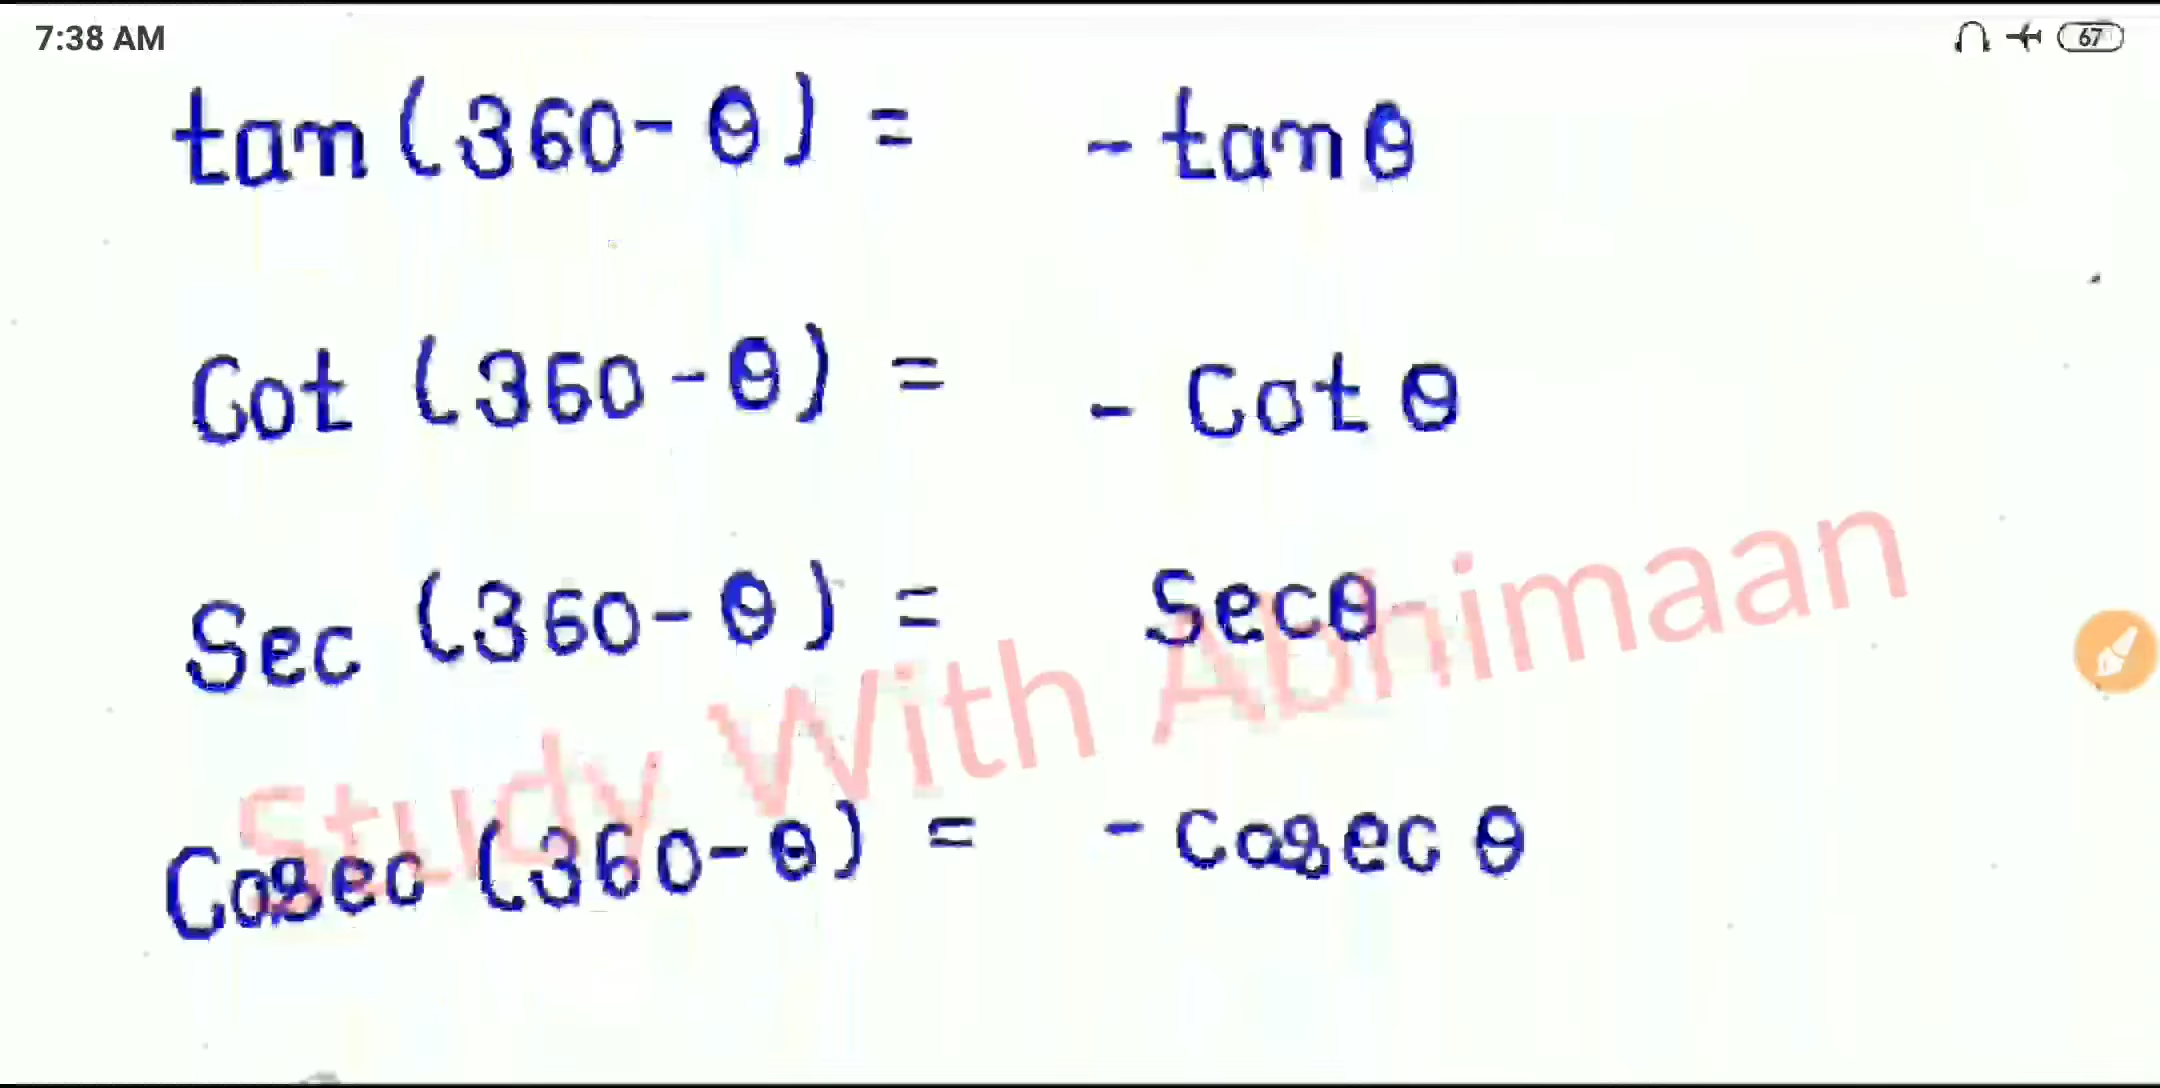 7:38 AM 67
tan (360-θ) = - tanθ
Cot (360-θ) = - Cot θ
Sec (360-θ) = Secθ
Study With Abhimaan
Cosec (360-θ) = - Cosec θ